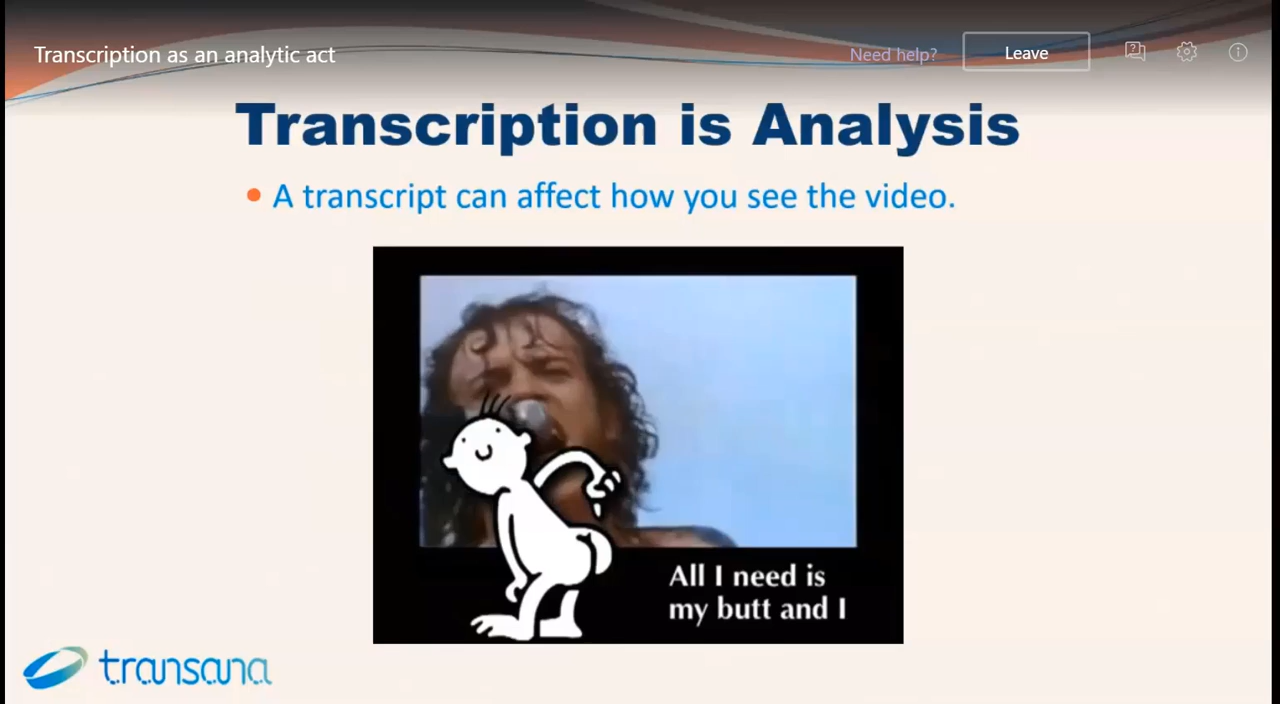 Transcription as an analytic act
Need help?
Leave
Transcription is Analysis
• A transcript can affect how you see the video.
All I need is
my butt and I
transana